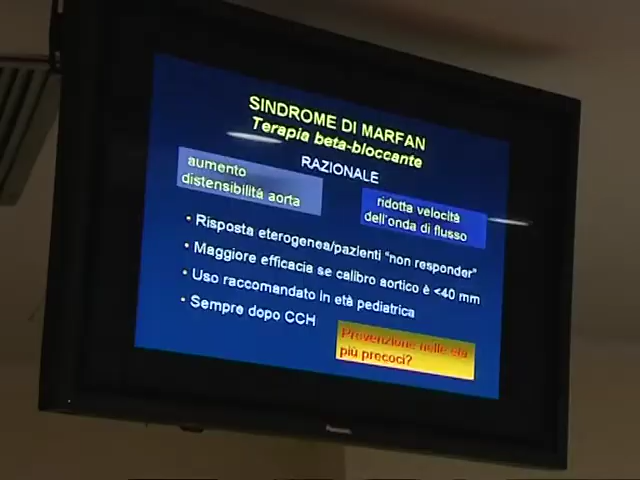 SINDROME DI MARFAN
Terapia beta-bloccante
RAZIONALE
aumento
distensibilità aorta
ridotta velocità
dell'onda di flusso
• Risposta eterogenea/pazienti "non responder"
• Maggiore efficacia se calibro aortico è <40 mm
• Uso raccomandato in età pediatrica
• Sempre dopo CCH
Prevenzione nelle età
più precoci?
Panasonic